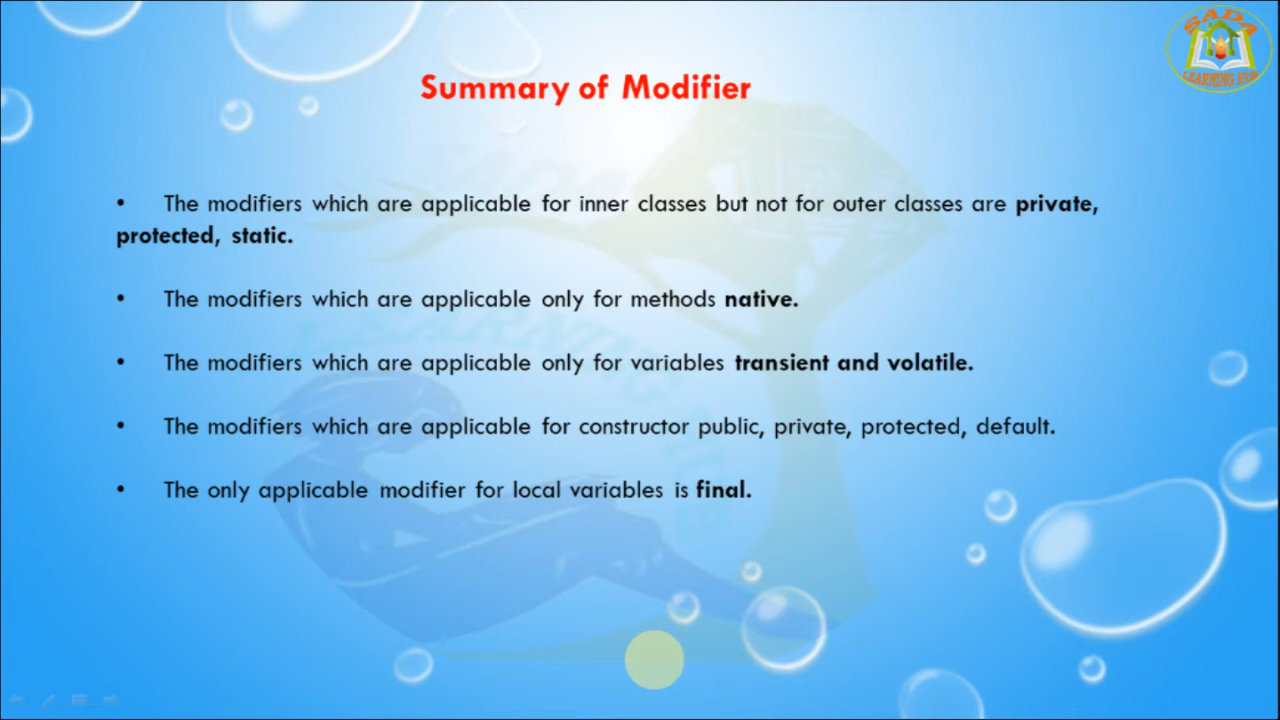 SADA
LEARNING HUB
Summary of Modifier
• The modifiers which are applicable for inner classes but not for outer classes are private,
protected, static.
• The modifiers which are applicable only for methods native.
• The modifiers which are applicable only for variables transient and volatile.
• The modifiers which are applicable for constructor public, private, protected, default.
• The only applicable modifier for local variables is final.